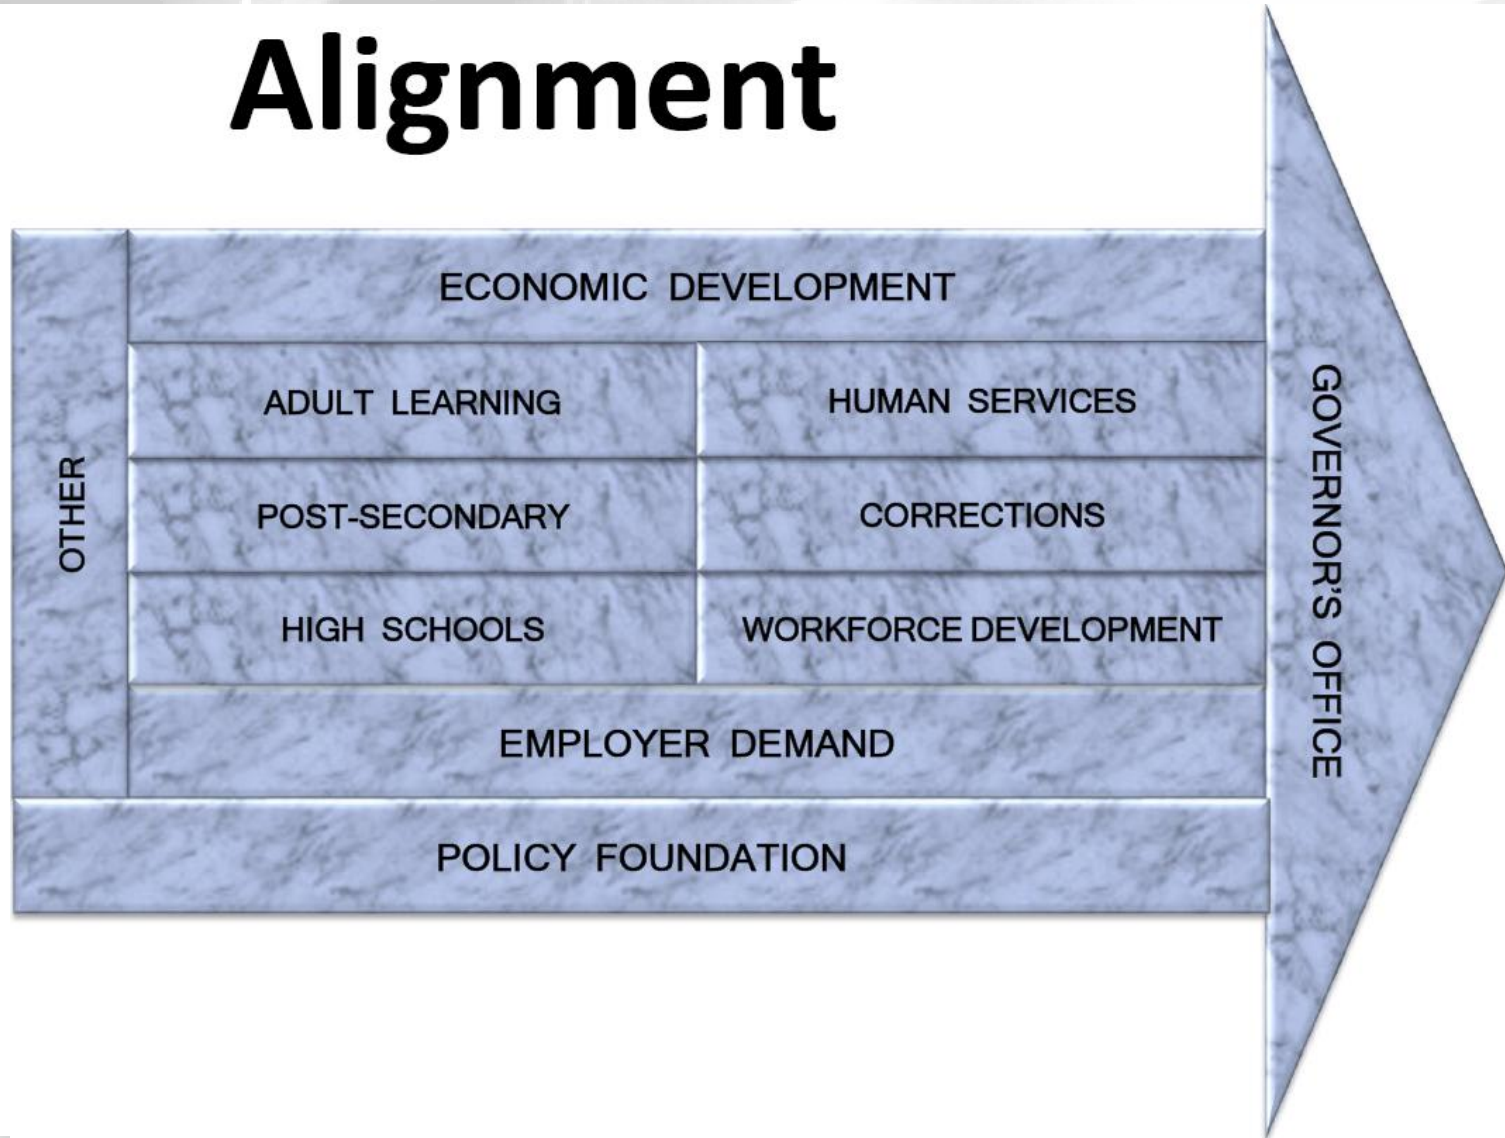 Alignment
ECONOMIC DEVELOPMENT
OTHER
ADULT LEARNING
HUMAN SERVICES
POST-SECONDARY
CORRECTIONS
HIGH SCHOOLS
WORKFORCE DEVELOPMENT
EMPLOYER DEMAND
POLICY FOUNDATION
GOVERNOR'S OFFICE